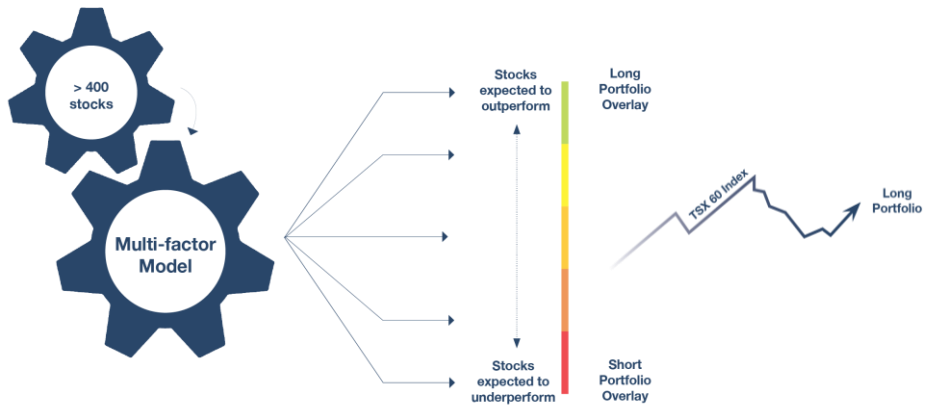 > 400
stocks
Multi-factor
Model
Stocks
expected to
outperform
Long
Portfolio
Overlay
TSX 60 Index
Long
Portfolio
Stocks
expected to
underperform
Short
Portfolio
Overlay